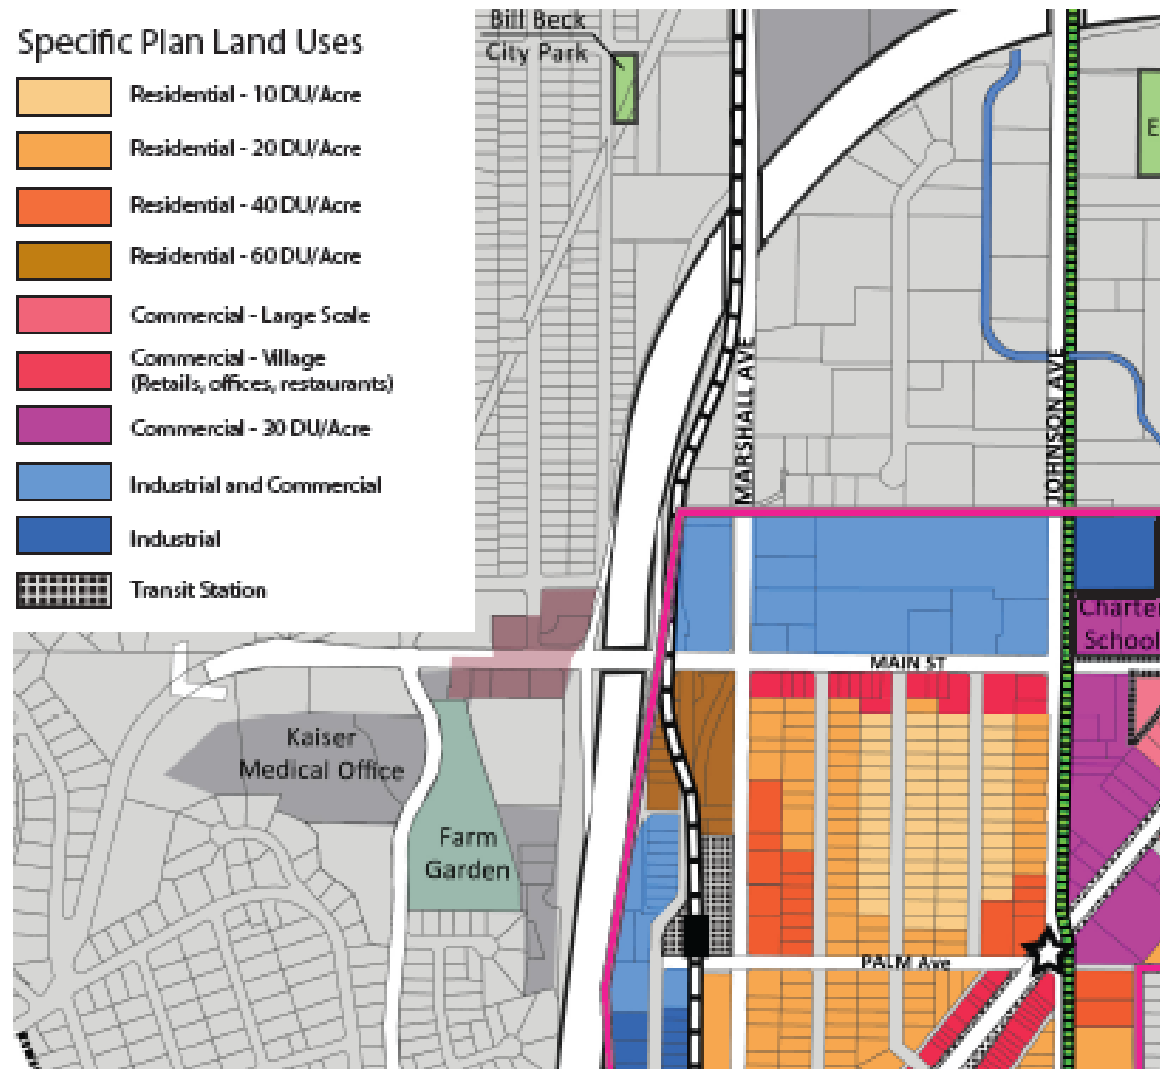 Specific Plan Land Uses
Residential - 10 DU/Acre
Residential - 20 DU/Acre
Residential - 40 DU/Acre
Residential - 60 DU/Acre
Commercial - Large Scale
Commercial - Village
(Retails, offices, restaurants)
Commercial - 30 DU/Acre
Industrial and Commercial
Industrial
Transit Station
Bill Beck
City Park
E
MARSHALL AVE
JOHNSON AVE
Charter
School
MAIN ST
Kaiser
Medical Office
Farm
Garden
PALM Ave